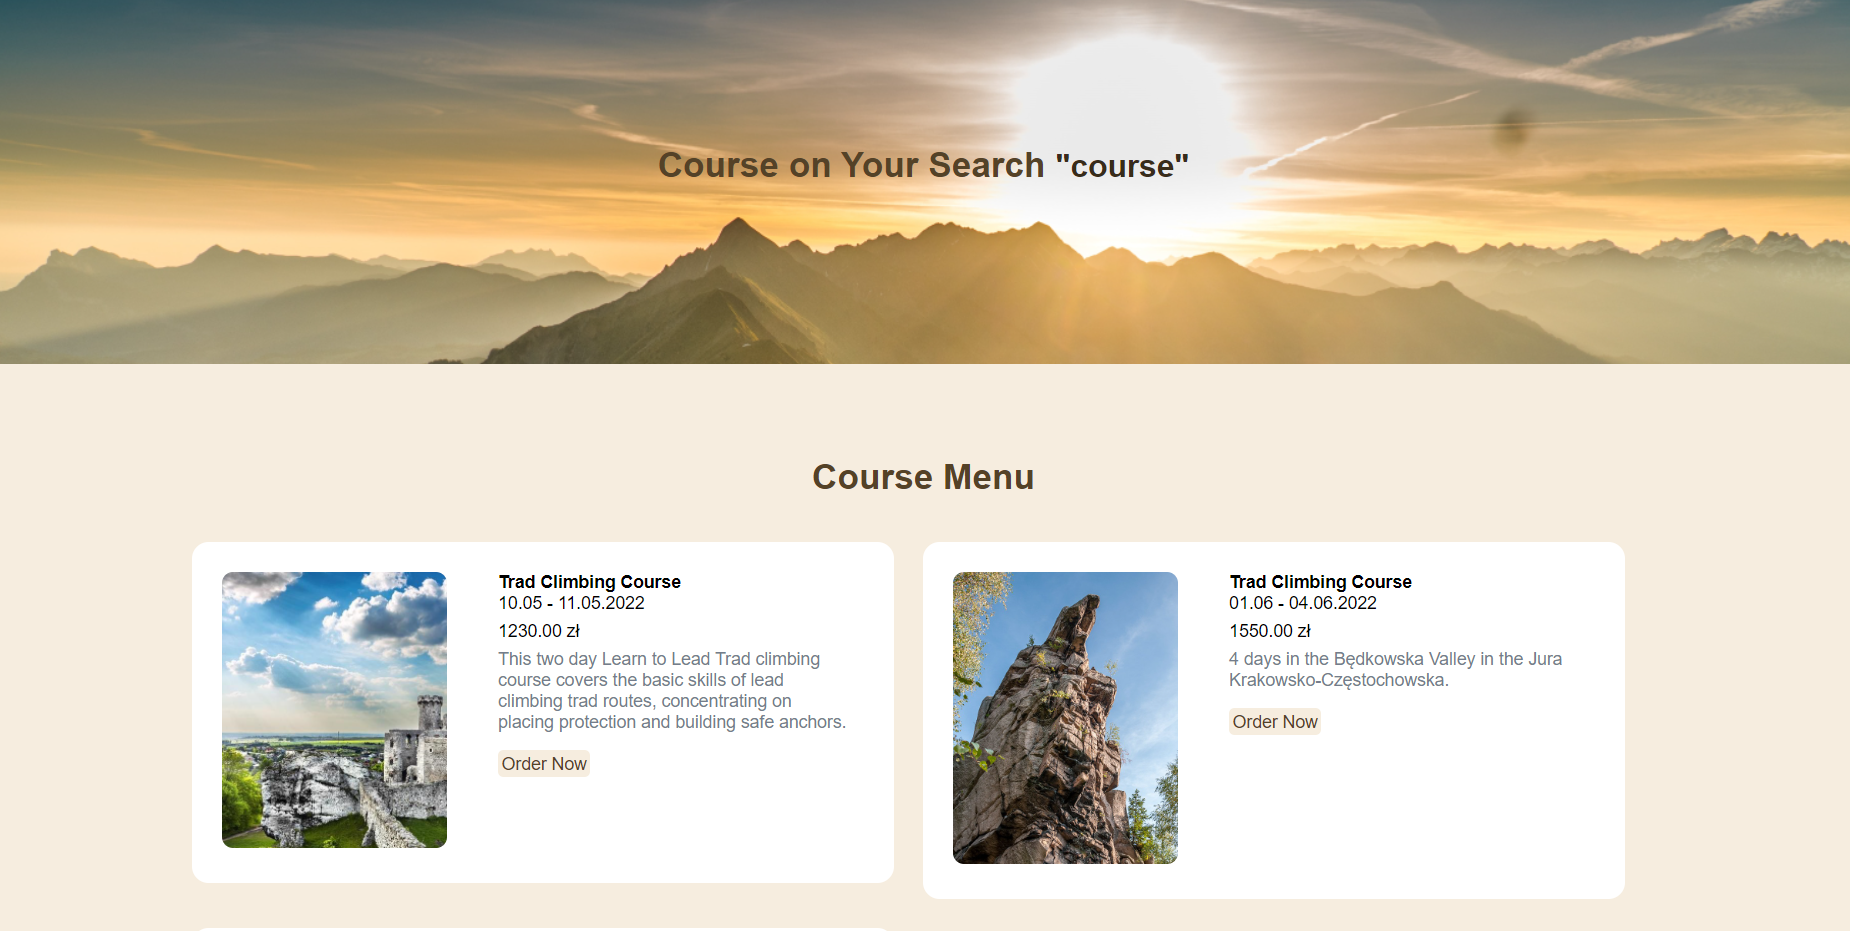 Course on Your Search "course"
Course Menu
Trad Climbing Course
10.05 - 11.05.2022
1230.00 zł
This two day Learn to Lead Trad climbing
course covers the basic skills of lead
climbing trad routes, concentrating on
placing protection and building safe anchors.
Order Now
Trad Climbing Course
01.06 - 04.06.2022
1550.00 zł
4 days in the Będkowska Valley in the Jura
Krakowsko-Częstochowska.
Order Now